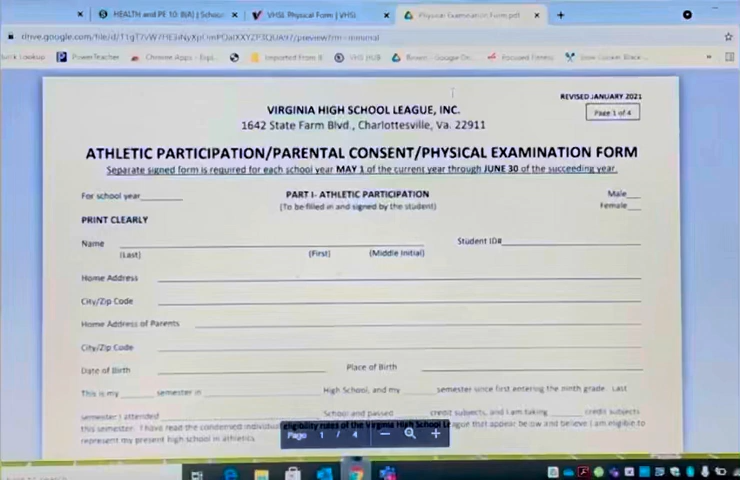 HEALTH and PE 10: 8(A) | School
VHSL Physical Form | VHSL
Physical Examination Form.pdf
PowerTeacher
Imported From
VHSL, INC.
REVISED JANUARY 2021
VIRGINIA HIGH SCHOOL LEAGUE, INC.
Page 1 of 4
1642 State Farm Blvd., Charlottesville, Va. 22911
ATHLETIC PARTICIPATION/PARENTAL CONSENT/PHYSICAL EXAMINATION FORM
Separate signed form is required for each school year MAY 1 of the current year through JUNE 30 of the succeeding year.
For school year PART I- ATHLETIC PARTICIPATION Male
(To be filled in and signed by the student) Female
PRINT CLEARLY
Name Student ID#
(Last) (First) (Middle Initial)
Home Address
City/Zip Code
Home Address of Parents
City/Zip Code
Date of Birth Place of Birth
This is my semester in High School, and my semester since first entering the ninth grade. Last
semester I attended School and passed credit subjects, and I am taking credit subjects
this semester. I have read the condensed individual eligibility rules of the Virginia High School League that appear below and believe I am eligible to
represent my present high school in athletics.
Page 1 / 4